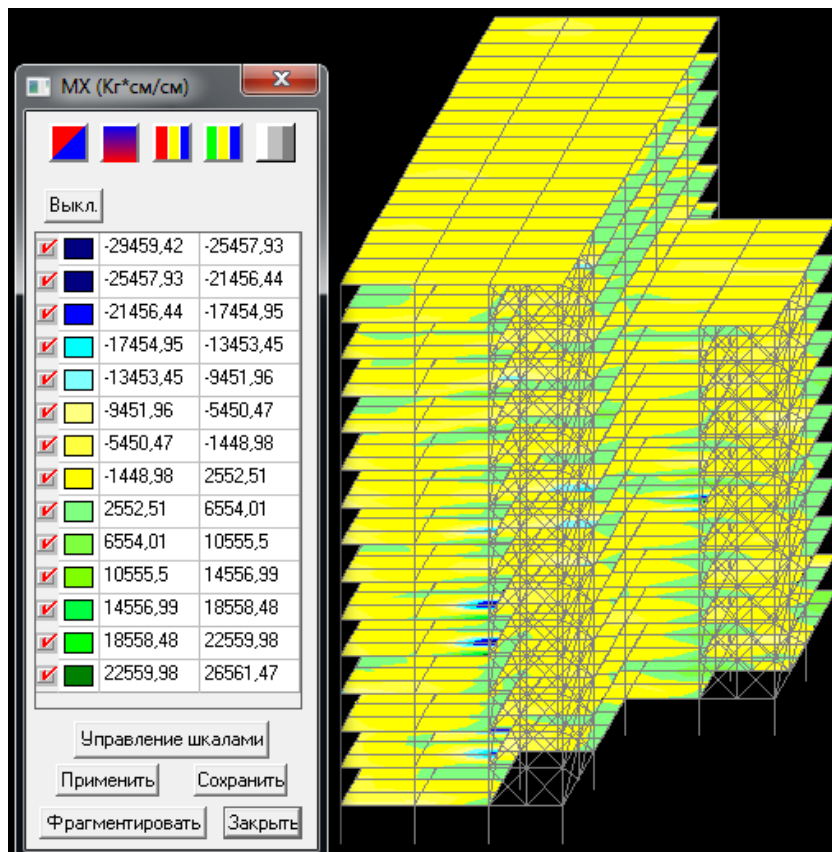 MX (Кг*см/см)
Выкл.
-29459,42 -25457,93
-25457,93 -21456,44
-21456,44 -17454,95
-17454,95 -13453,45
-13453,45 -9451,96
-9451,96 -5450,47
-5450,47 -1448,98
-1448,98 2552,51
2552,51 6554,01
6554,01 10555,5
10555,5 14556,99
14556,99 18558,48
18558,48 22559,98
22559,98 26561,47
Управление шкалами
Применить Сохранить
Фрагментировать Закрыть